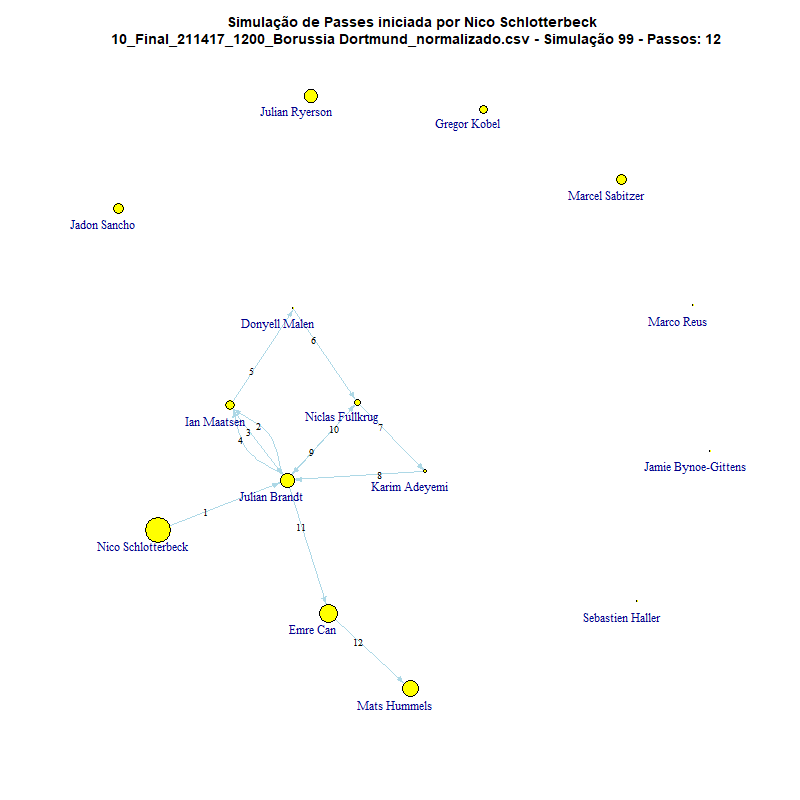 Simulação de Passes iniciada por Nico Schlotterbeck
10_Final_211417_1200_Borussia Dortmund_normalizado.csv - Simulação 99 - Passos: 12
Julian Ryerson
Gregor Kobel
Marcel Sabitzer
Jadon Sancho
Donyell Malen
Marco Reus
6
5
Ian Maatsen
Niclas Fullkrug
2
3
4
10
7
9
Jamie Bynoe-Gittens
8
Karim Adeyemi
Julian Brandt
1
11
Nico Schlotterbeck
Sebastien Haller
Emre Can
12
Mats Hummels